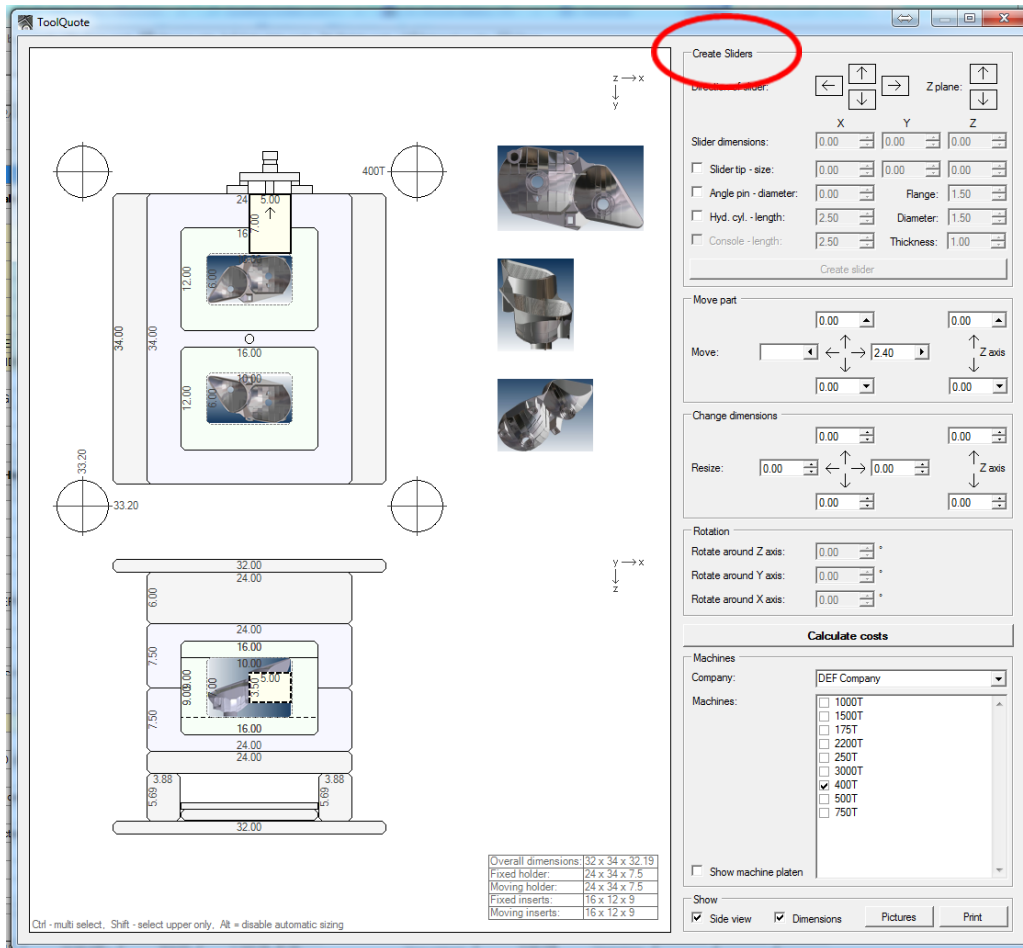 ToolQuote
Create Sliders
Direction of slider:
Z plane:
X Y Z
Slider dimensions: 0.00 0.00 0.00
Slider tip - size: 0.00 0.00 0.00
Angle pin - diameter: 0.00 Flange: 1.50
Hyd. cyl. - length: 2.50 Diameter: 1.50
Console - length: 2.50 Thickness: 1.00
Create slider
Move part
0.00 0.00
Move: 2.40 Z axis
0.00 0.00
Change dimensions
0.00 0.00
Resize: 0.00 0.00 Z axis
0.00 0.00
Rotation
Rotate around Z axis: 0.00 °
Rotate around Y axis: 0.00 °
Rotate around X axis: 0.00 °
Calculate costs
Machines
Company: DEF Company
Machines:
1000T
1500T
175T
2200T
250T
3000T
400T
500T
750T
Show machine platen
Show
Side view Dimensions Pictures Print
z x
y
400T
24 5.00
7.00
16
12.00
6.00
34.00
34.00
16.00
10.00
12.00
6.00
33.20
33.20
y x
z
32.00
24.00
6.00
24.00
16.00
7.50
10.00
9.00
9.00
5.00
3.50
7.50
16.00
24.00
24.00
3.88 3.88
5.69 5.69
32.00
Overall dimensions: 32 x 34 x 32.19
Fixed holder: 24 x 34 x 7.5
Moving holder: 24 x 34 x 7.5
Fixed inserts: 16 x 12 x 9
Moving inserts: 16 x 12 x 9
Ctrl - multi select, Shift - select upper only, Alt = disable automatic sizing